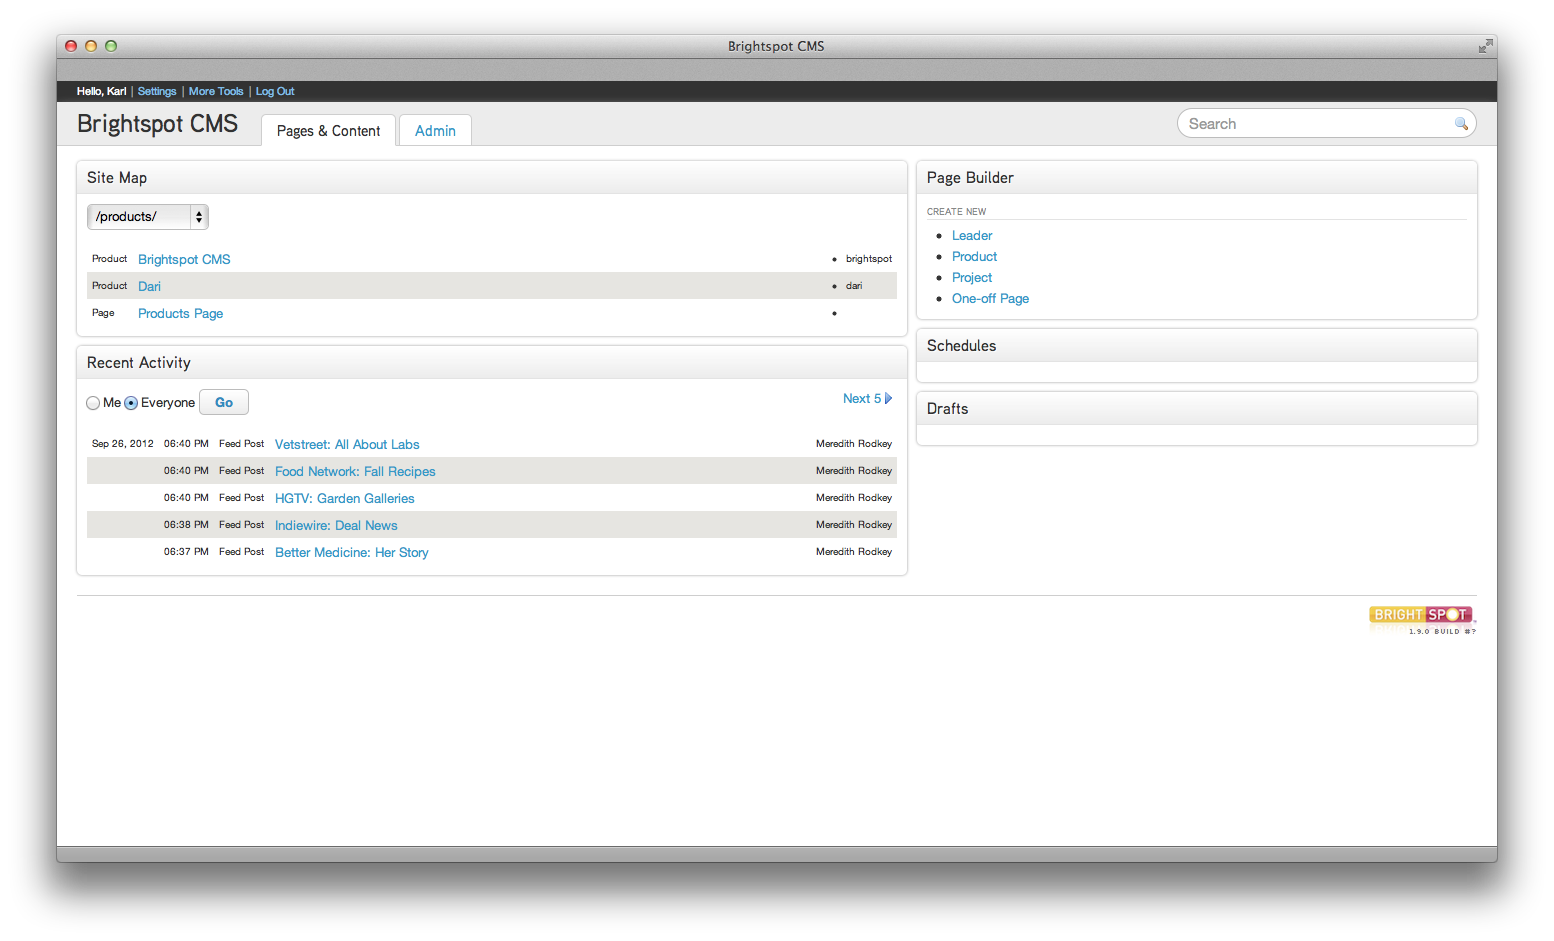 Brightspot CMS
Hello, Karl | Settings | More Tools | Log Out
Brightspot CMS
Pages & Content
Admin
Search
Site Map
/products/
Product Brightspot CMS • brightspot
Product Dari • dari
Page Products Page •
Recent Activity
Me Everyone Go
Next 5
Sep 26, 2012 06:40 PM Feed Post Vetstreet: All About Labs Meredith Rodkey
06:40 PM Feed Post Food Network: Fall Recipes Meredith Rodkey
06:40 PM Feed Post HGTV: Garden Galleries Meredith Rodkey
06:38 PM Feed Post Indiewire: Deal News Meredith Rodkey
06:37 PM Feed Post Better Medicine: Her Story Meredith Rodkey
Page Builder
CREATE NEW
• Leader
• Product
• Project
• One-off Page
Schedules
Drafts
BRIGHTSPOT
1.9.0 BUILD #?